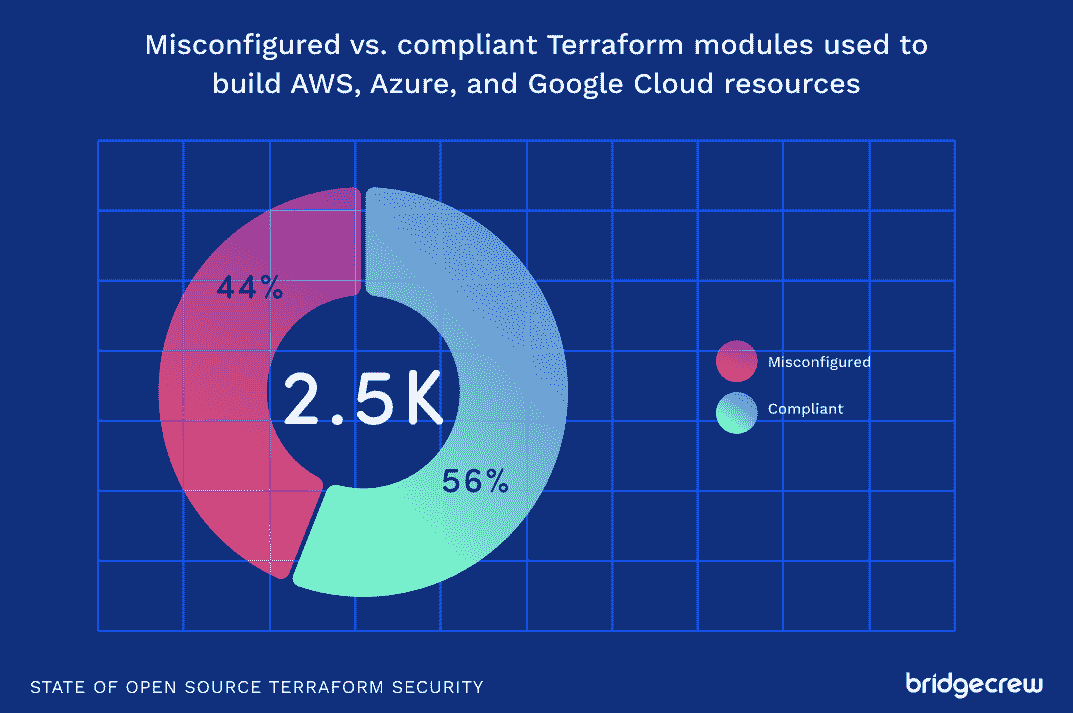 Misconfigured vs. compliant Terraform modules used to
build AWS, Azure, and Google Cloud resources
44%
2.5K
56%
Misconfigured
Compliant
STATE OF OPEN SOURCE TERRAFORM SECURITY
bridgecrew